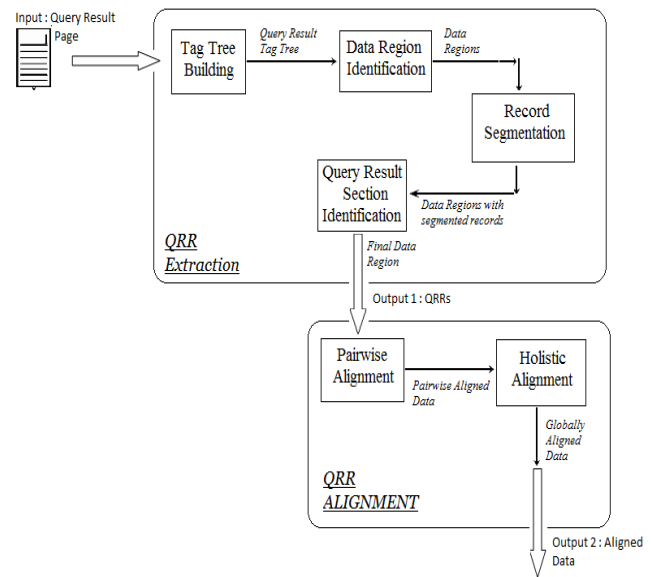 Input : Query Result
Page
Tag Tree
Building
Query Result
Tag Tree
Data Region
Identification
Data
Regions
Record
Segmentation
Query Result
Section
Identification
Data Regions with
segmented records
QRR
Extraction
Final Data
Region
Output 1 : QRRs
Pairwise
Alignment
Pairwise Aligned
Data
Holistic
Alignment
Globally
Aligned
Data
QRR
ALIGNMENT
Output 2 : Aligned
Data